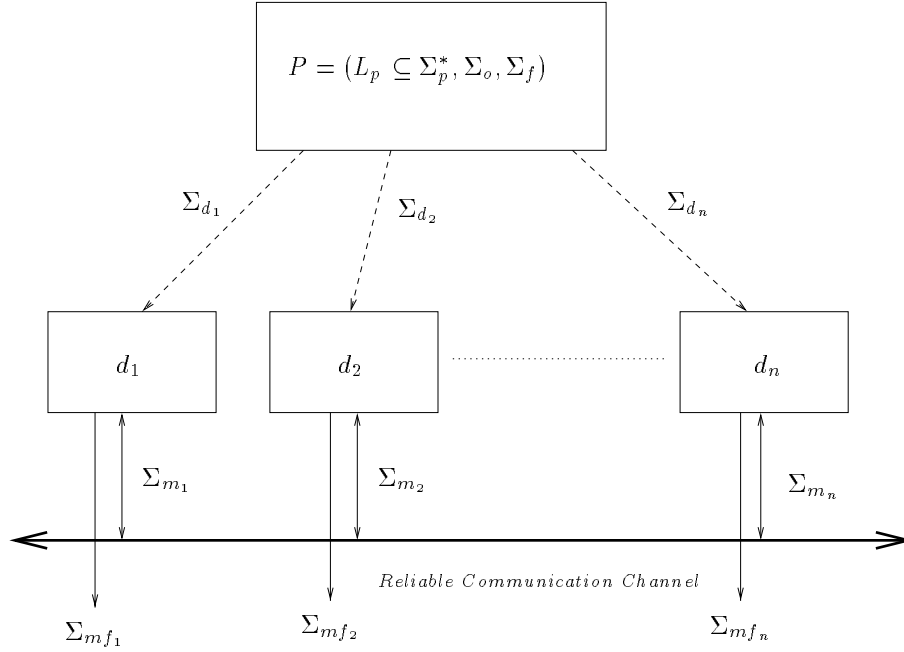 P = (L_p ⊆ Σ_p^*, Σ_o, Σ_f)
Σ_{d_1} Σ_{d_2} Σ_{d_n}
d_1 d_2 d_n
Σ_{m_1} Σ_{m_2} Σ_{m_n}
Reliable Communication Channel
Σ_{mf_1} Σ_{mf_2} Σ_{mf_n}